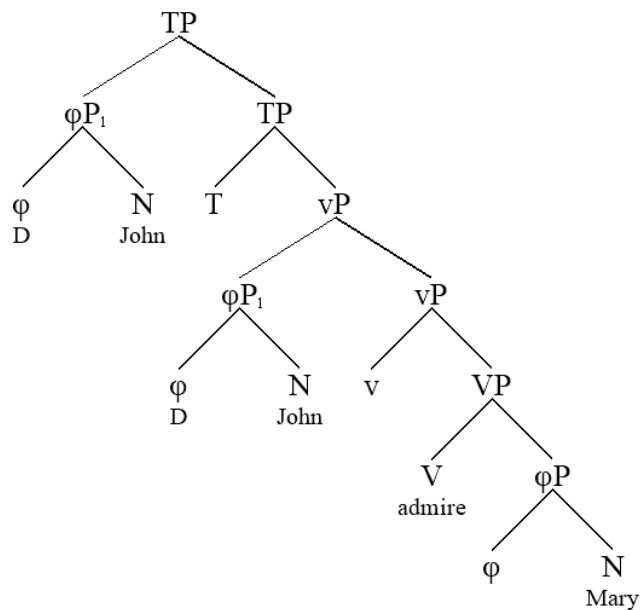 TP
φP₁ TP
φ N T vP
D John
φP₁ vP
φ N v VP
D John
V φP
admire
φ N
Mary